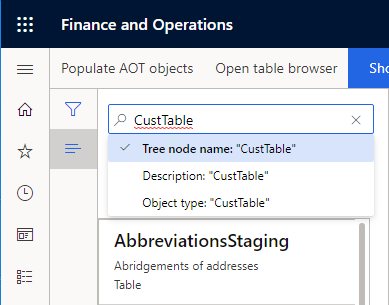 Finance and Operations
Populate AOT objects Open table browser Sho
CustTable
Tree node name: "CustTable"
Description: "CustTable"
Object type: "CustTable"
AbbreviationsStaging
Abridgements of addresses
Table